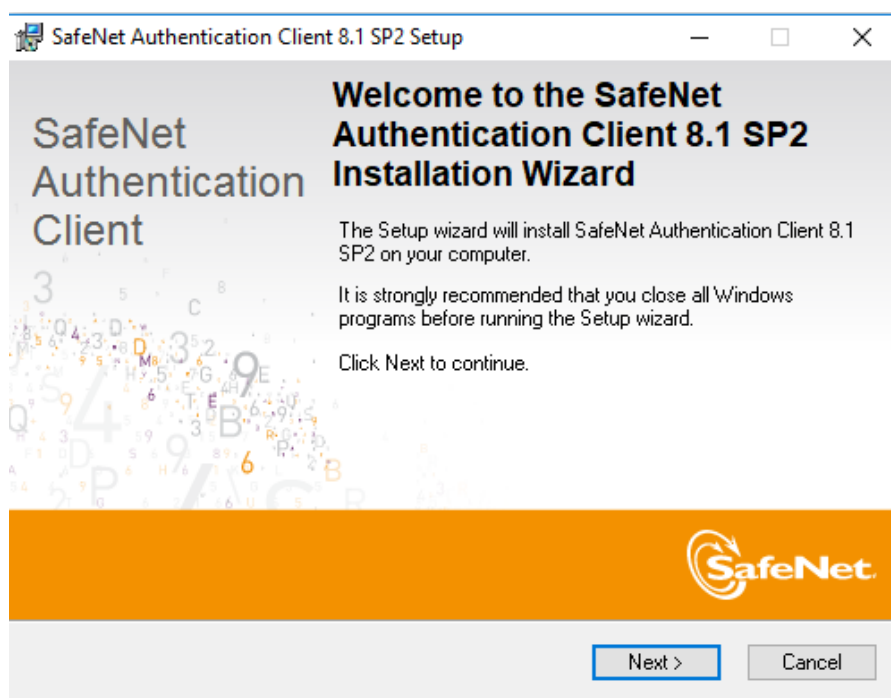 SafeNet Authentication Client 8.1 SP2 Setup
SafeNet
Authentication
Client
Welcome to the SafeNet
Authentication Client 8.1 SP2
Installation Wizard
The Setup wizard will install SafeNet Authentication Client 8.1
SP2 on your computer.
It is strongly recommended that you close all Windows
programs before running the Setup wizard.
Click Next to continue.
SafeNet.
Next >
Cancel